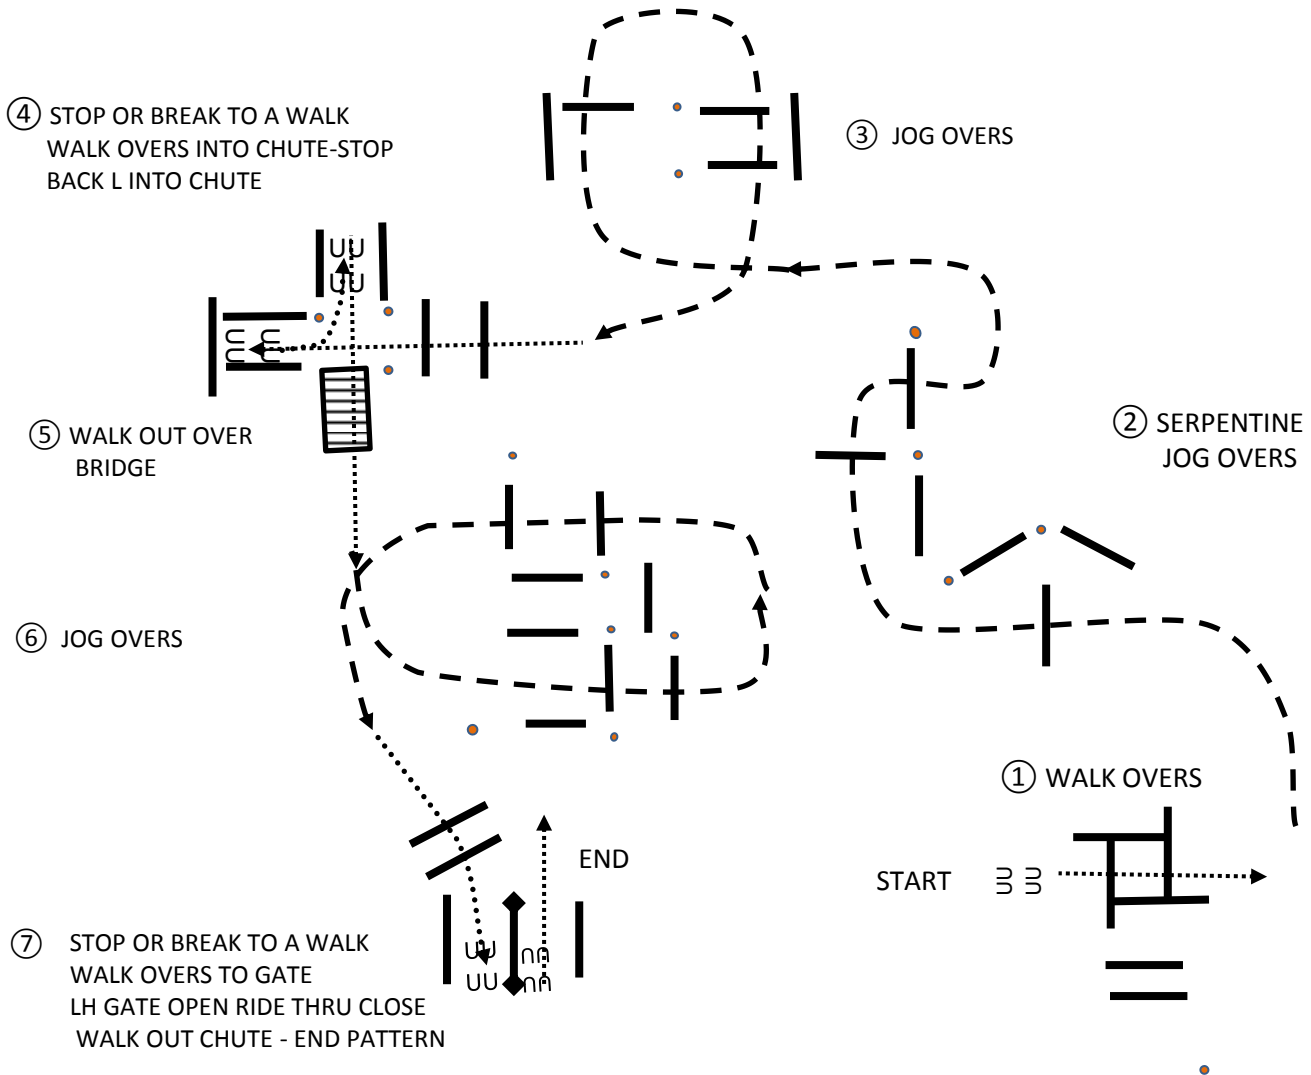 ④ STOP OR BREAK TO A WALK
WALK OVERS INTO CHUTE-STOP
BACK L INTO CHUTE
③ JOG OVERS
② SERPENTINE
JOG OVERS
⑤ WALK OUT OVER
BRIDGE
⑥ JOG OVERS
① WALK OVERS
START
END
⑦ STOP OR BREAK TO A WALK
WALK OVERS TO GATE
LH GATE OPEN RIDE THRU CLOSE
WALK OUT CHUTE - END PATTERN